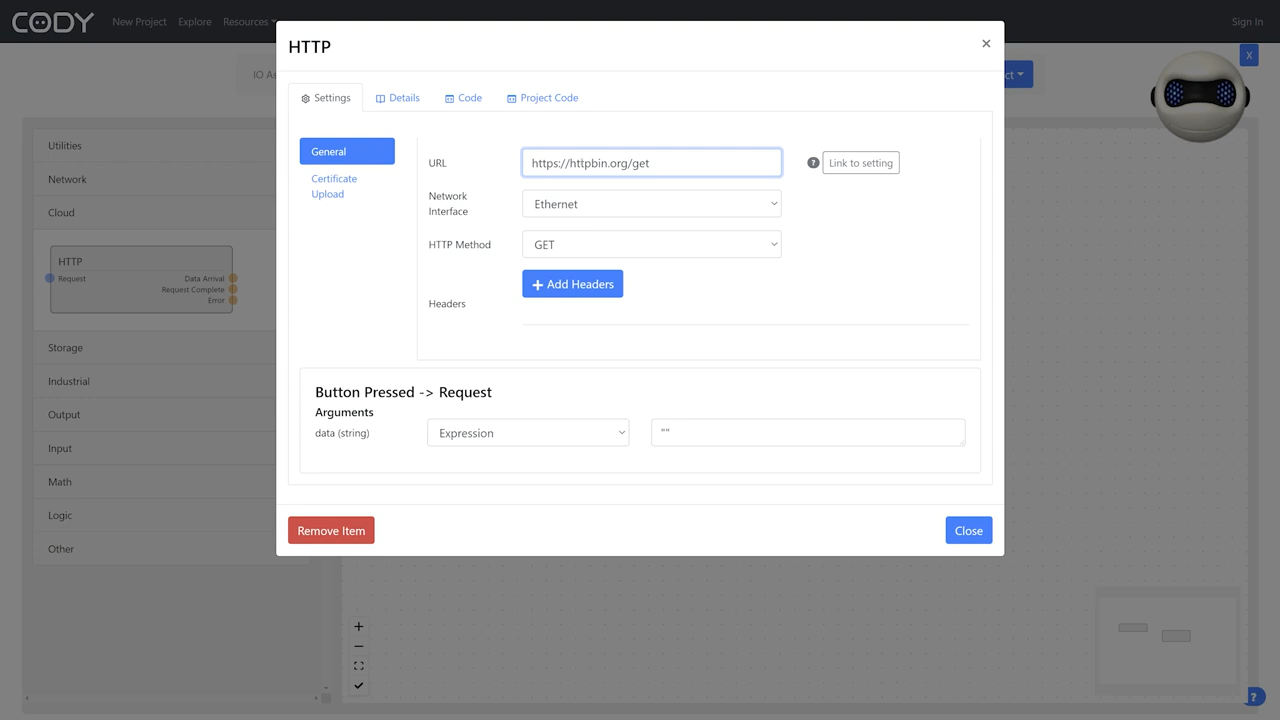 CODY
New Project
Explore
Resources
Sign In
HTTP
×
IO As
ct
X
Settings
Details
Code
Project Code
Utilities
Network
Cloud
HTTP
Request
Data Arrival
Request Complete
Error
Storage
Industrial
Output
Input
Math
Logic
Other
General
Certificate
Upload
URL
https://httpbin.org/get
?
Link to setting
Network
Interface
Ethernet
HTTP Method
GET
Headers
+ Add Headers
Button Pressed -> Request
Arguments
data (string)
Expression
""
Remove Item
Close
+
−
?